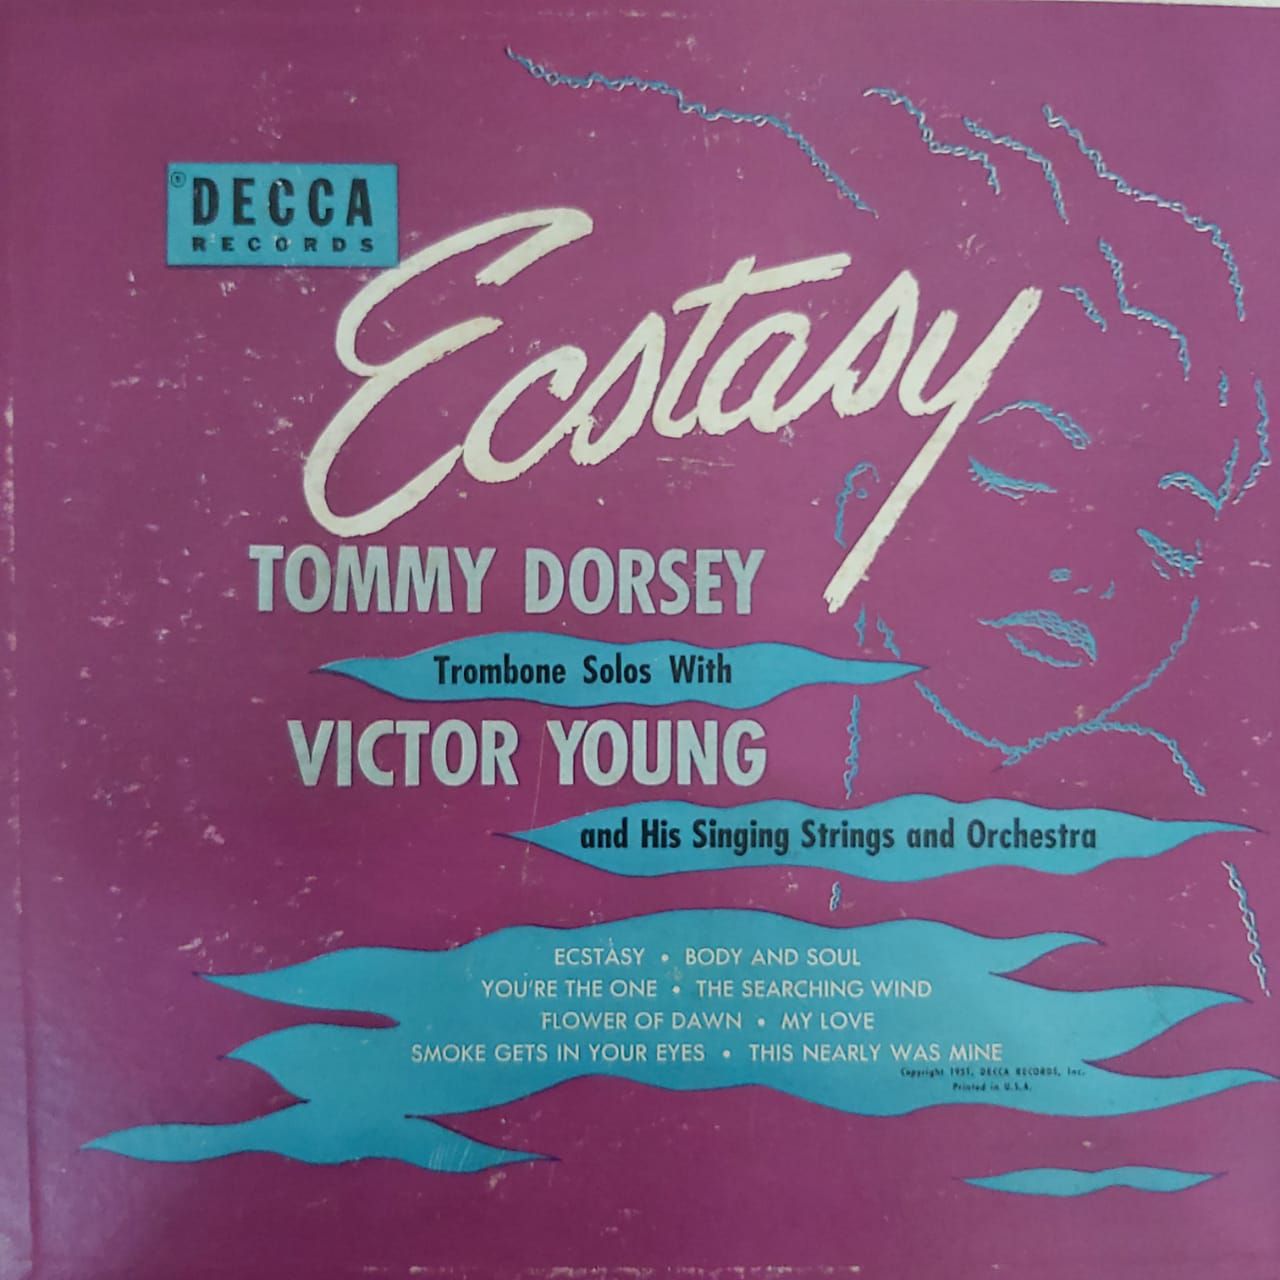 ® DECCA
RECORDS
Ecstasy
TOMMY DORSEY
Trombone Solos With
VICTOR YOUNG
and His Singing Strings and Orchestra
ECSTASY • BODY AND SOUL
YOU'RE THE ONE • THE SEARCHING WIND
FLOWER OF DAWN • MY LOVE
SMOKE GETS IN YOUR EYES • THIS NEARLY WAS MINE
Copyright 1951, DECCA RECORDS, Inc.
Printed in U.S.A.